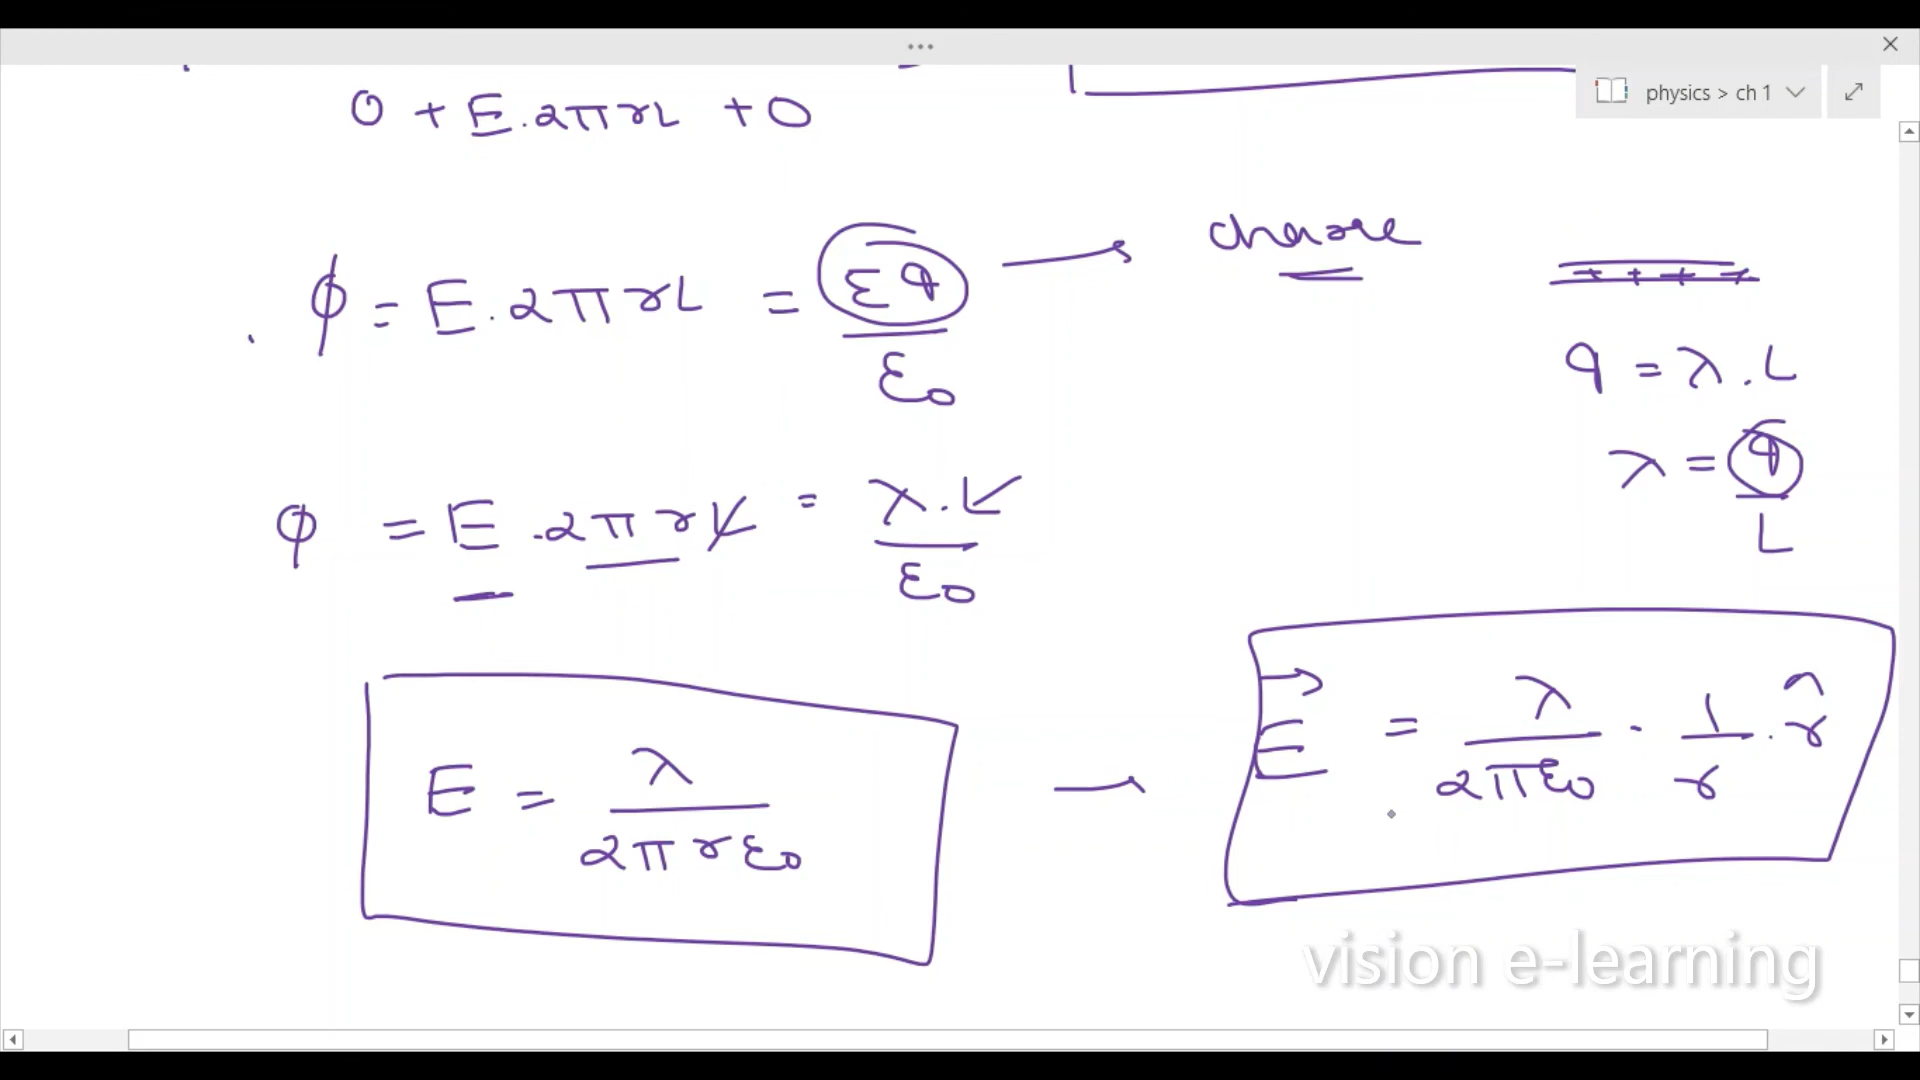 physics > ch 1
0 + E.2πrL + 0
φ = E.2πrL = Σq/ε₀ → charge
+ + + +
q = λ.L
λ = q/L
φ = E.2πrL = λ.L/ε₀
E = λ/2πrε₀ → E⃗ = λ/2πε₀ . 1/r . r̂
vision e-learning